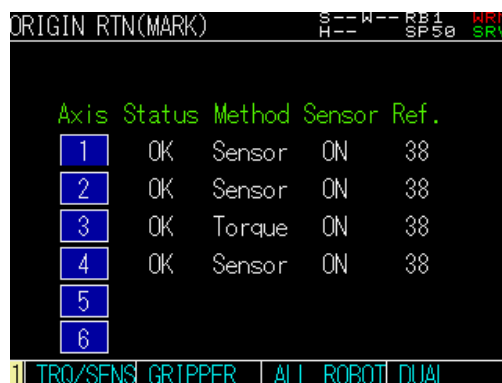 ORIGIN RTN(MARK) S--W--RB1 WRN
H-- SP50 SRV
Axis Status Method Sensor Ref.
1 OK Sensor ON 38
2 OK Sensor ON 38
3 OK Torque ON 38
4 OK Sensor ON 38
5
6
1 TRQ/SENS GRIPPER ALL ROBOT DUAL